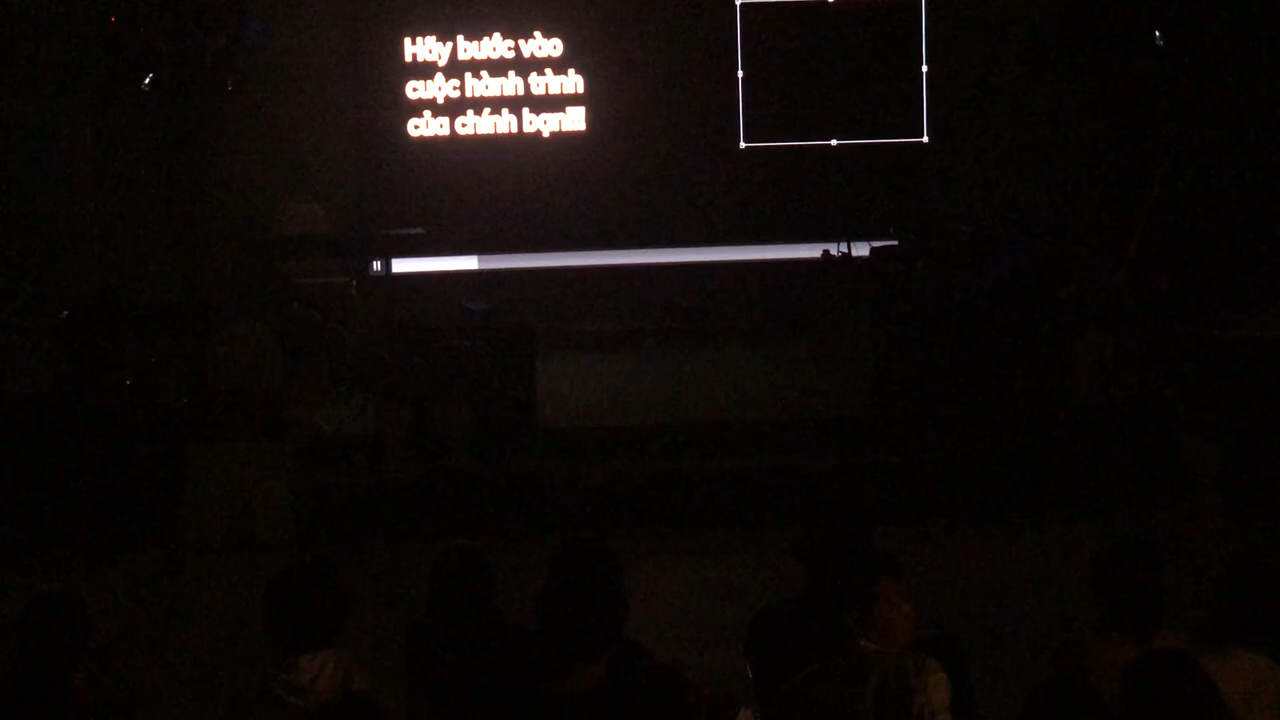 Hãy bước vào
cuộc hành trình
của chính bạn!!!